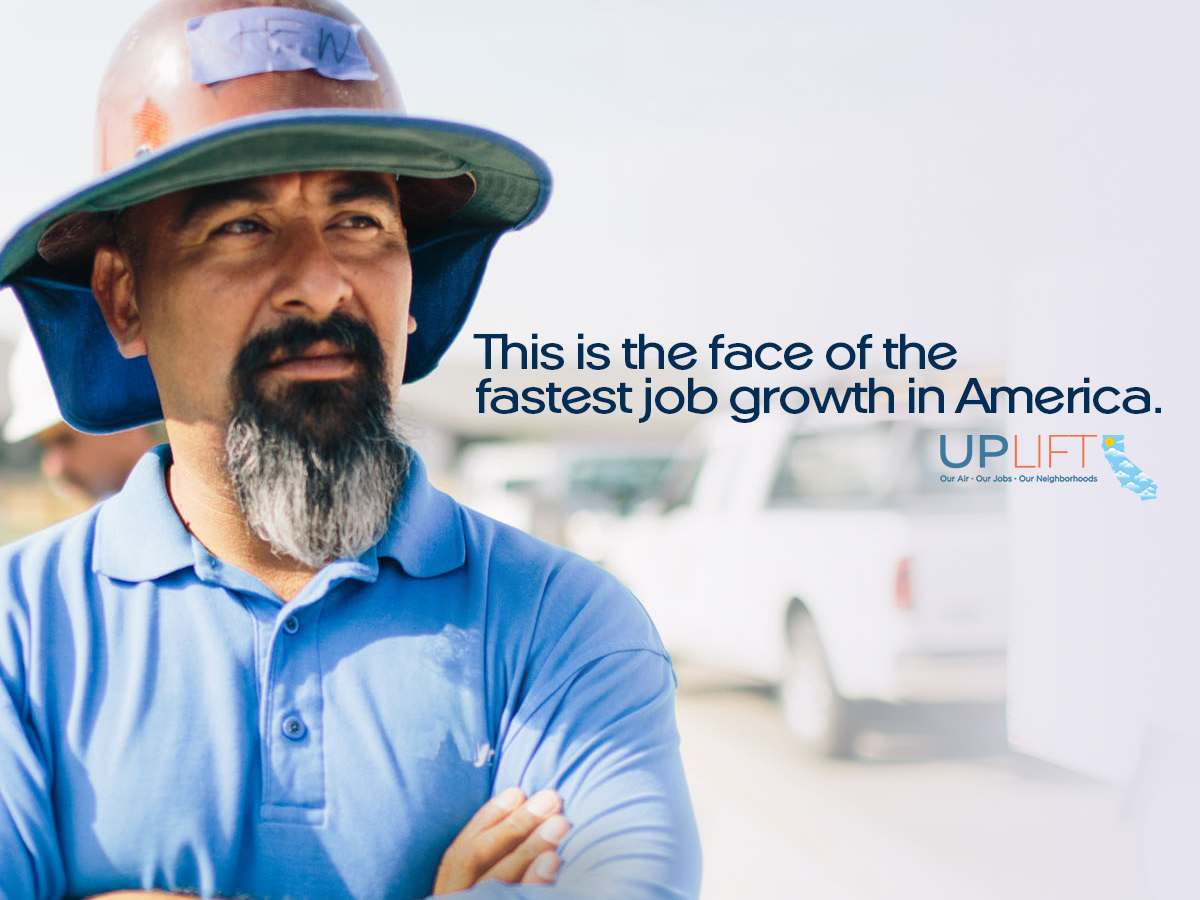 This is the face of the
fastest job growth in America.
UPLIFT
Our Air • Our Jobs • Our Neighborhoods